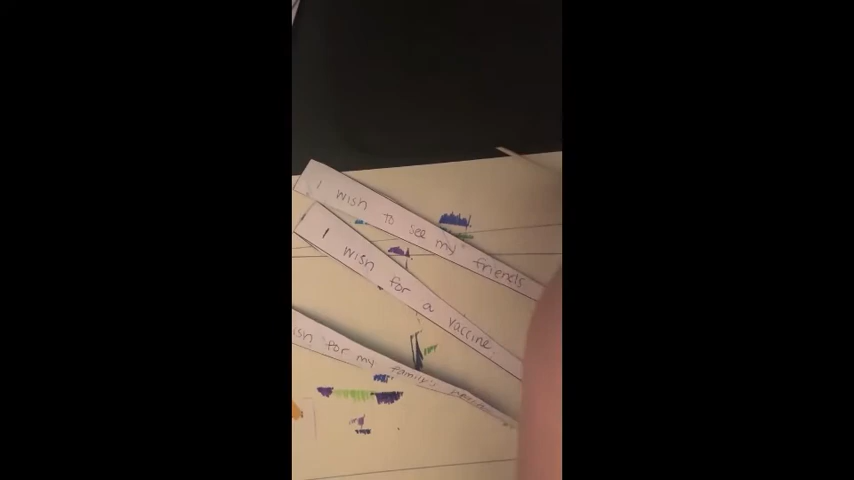 I wish to see my friends
I wish for a vaccine
ish for my family's